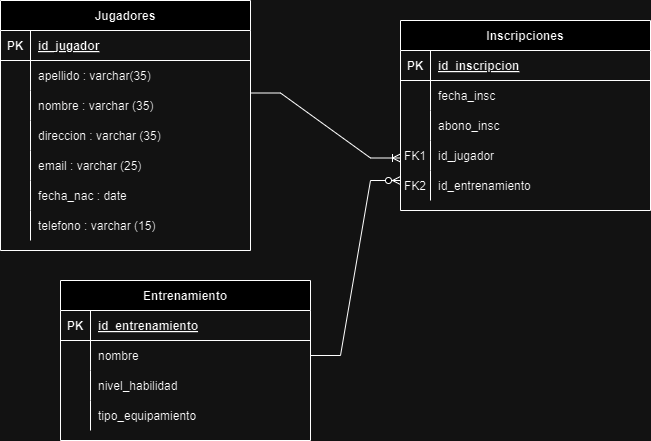 Jugadores
PK id_jugador
apellido : varchar(35)
nombre : varchar (35)
direccion : varchar (35)
email : varchar (25)
fecha_nac : date
telefono : varchar (15)
Inscripciones
PK id_inscripcion
fecha_insc
abono_insc
FK1 id_jugador
FK2 id_entrenamiento
Entrenamiento
PK id_entrenamiento
nombre
nivel_habilidad
tipo_equipamiento